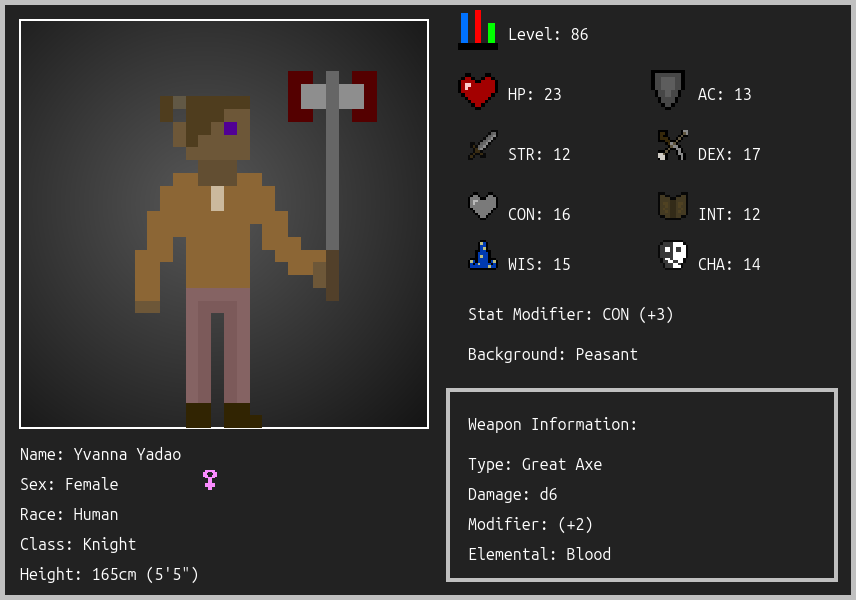 Level: 86
HP: 23
AC: 13
STR: 12
DEX: 17
CON: 16
INT: 12
WIS: 15
CHA: 14
Stat Modifier: CON (+3)
Background: Peasant
Weapon Information:
Type: Great Axe
Damage: d6
Modifier: (+2)
Elemental: Blood
Name: Yvanna Yadao
Sex: Female
Race: Human
Class: Knight
Height: 165cm (5'5")